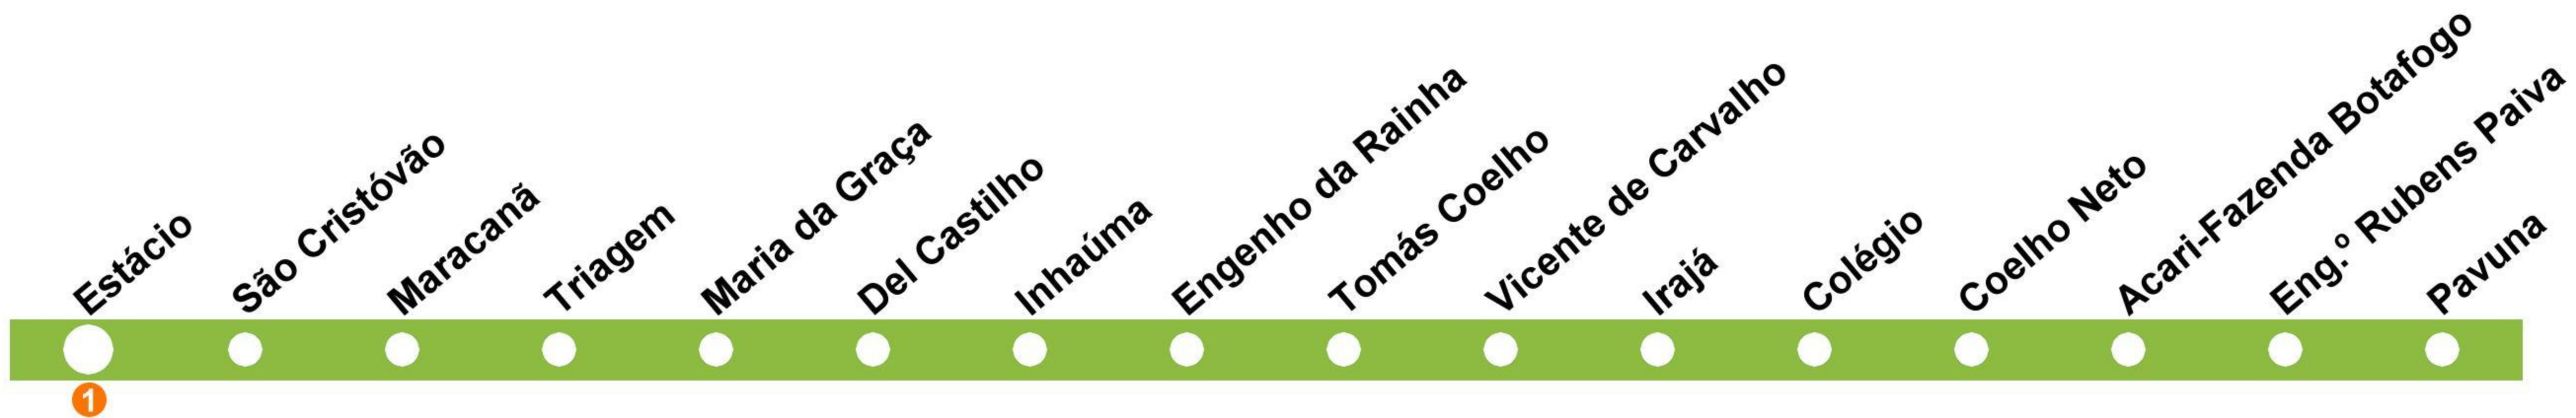 Estácio
São Cristóvão
Maracanã
Triagem
Maria da Graça
Del Castilho
Inhaúma
Engenho da Rainha
Tomás Coelho
Vicente de Carvalho
Irajá
Colégio
Coelho Neto
Acari-Fazenda Botafogo
Eng.º Rubens Paiva
Pavuna
1